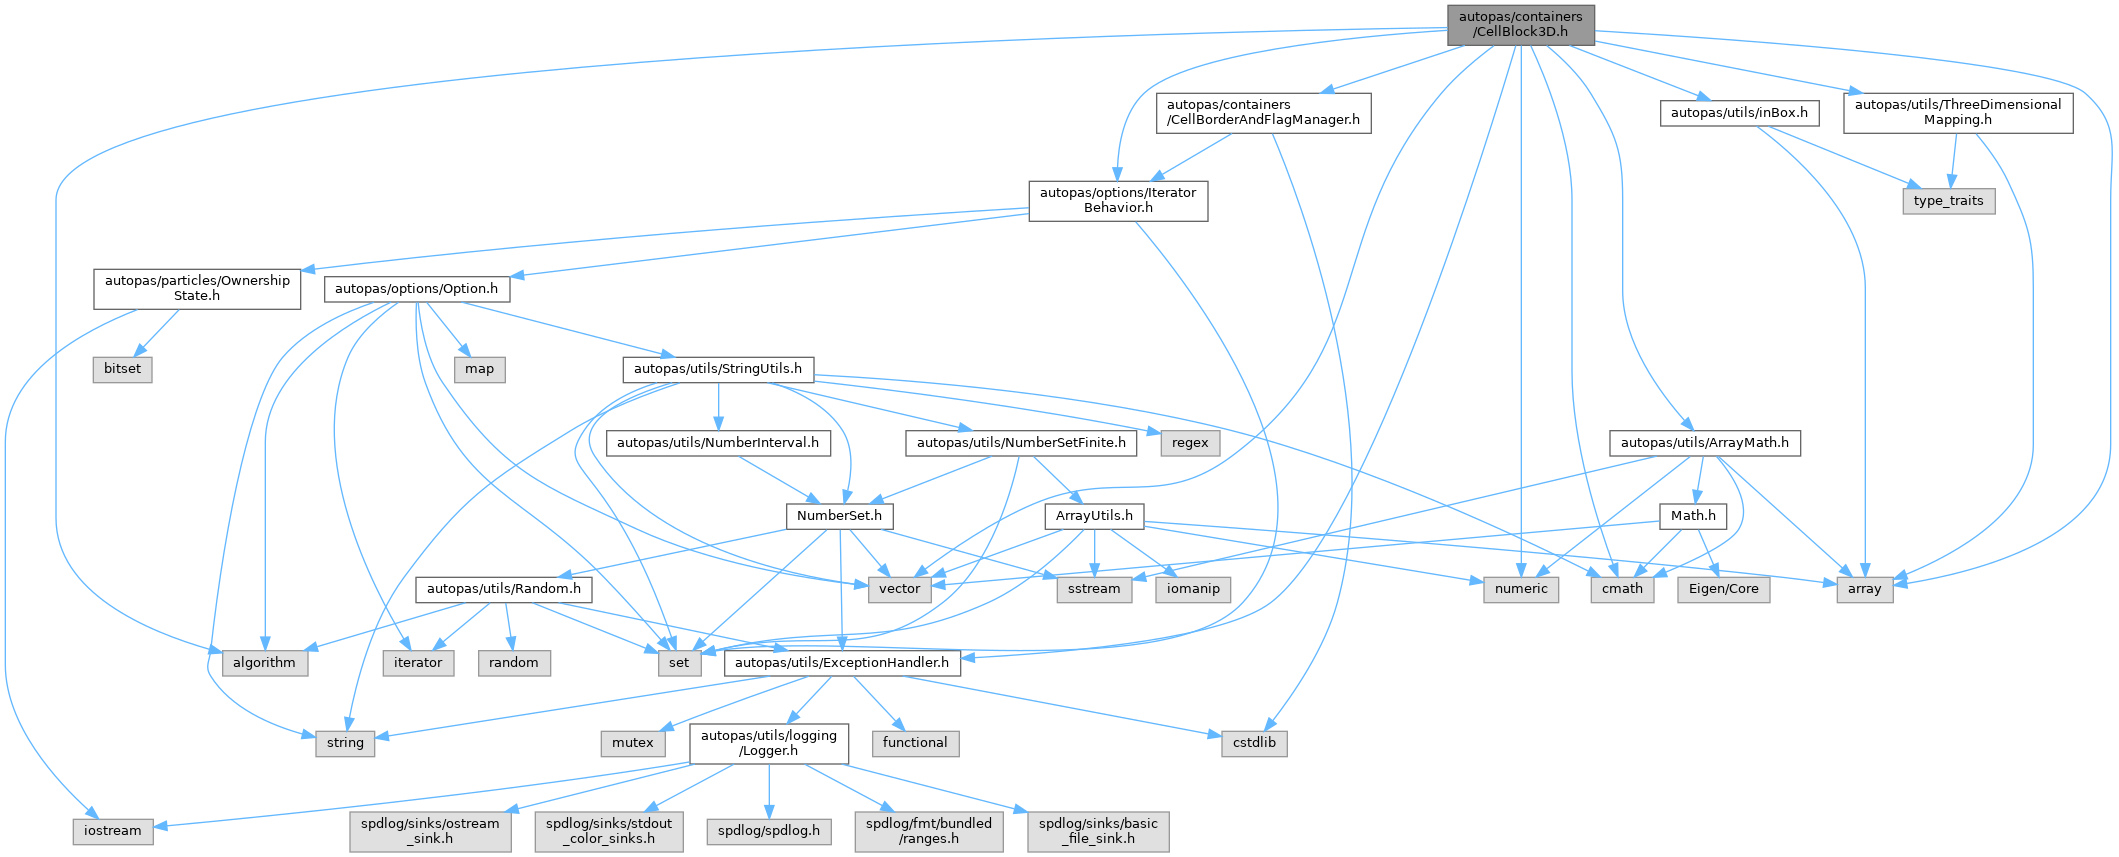 autopas/containers
/CellBlock3D.h
autopas/containers
/CellBorderAndFlagManager.h
autopas/utils/inBox.h
autopas/utils/ThreeDimensional
Mapping.h
autopas/options/Iterator
Behavior.h
type_traits
autopas/particles/Ownership
State.h
autopas/options/Option.h
bitset
map
autopas/utils/StringUtils.h
autopas/utils/NumberInterval.h
autopas/utils/NumberSetFinite.h
regex
autopas/utils/ArrayMath.h
NumberSet.h
ArrayUtils.h
Math.h
autopas/utils/Random.h
vector
sstream
iomanip
numeric
cmath
Eigen/Core
array
algorithm
iterator
random
set
autopas/utils/ExceptionHandler.h
string
mutex
autopas/utils/logging
/Logger.h
functional
cstdlib
iostream
spdlog/sinks/ostream
_sink.h
spdlog/sinks/stdout
_color_sinks.h
spdlog/spdlog.h
spdlog/fmt/bundled
/ranges.h
spdlog/sinks/basic
_file_sink.h